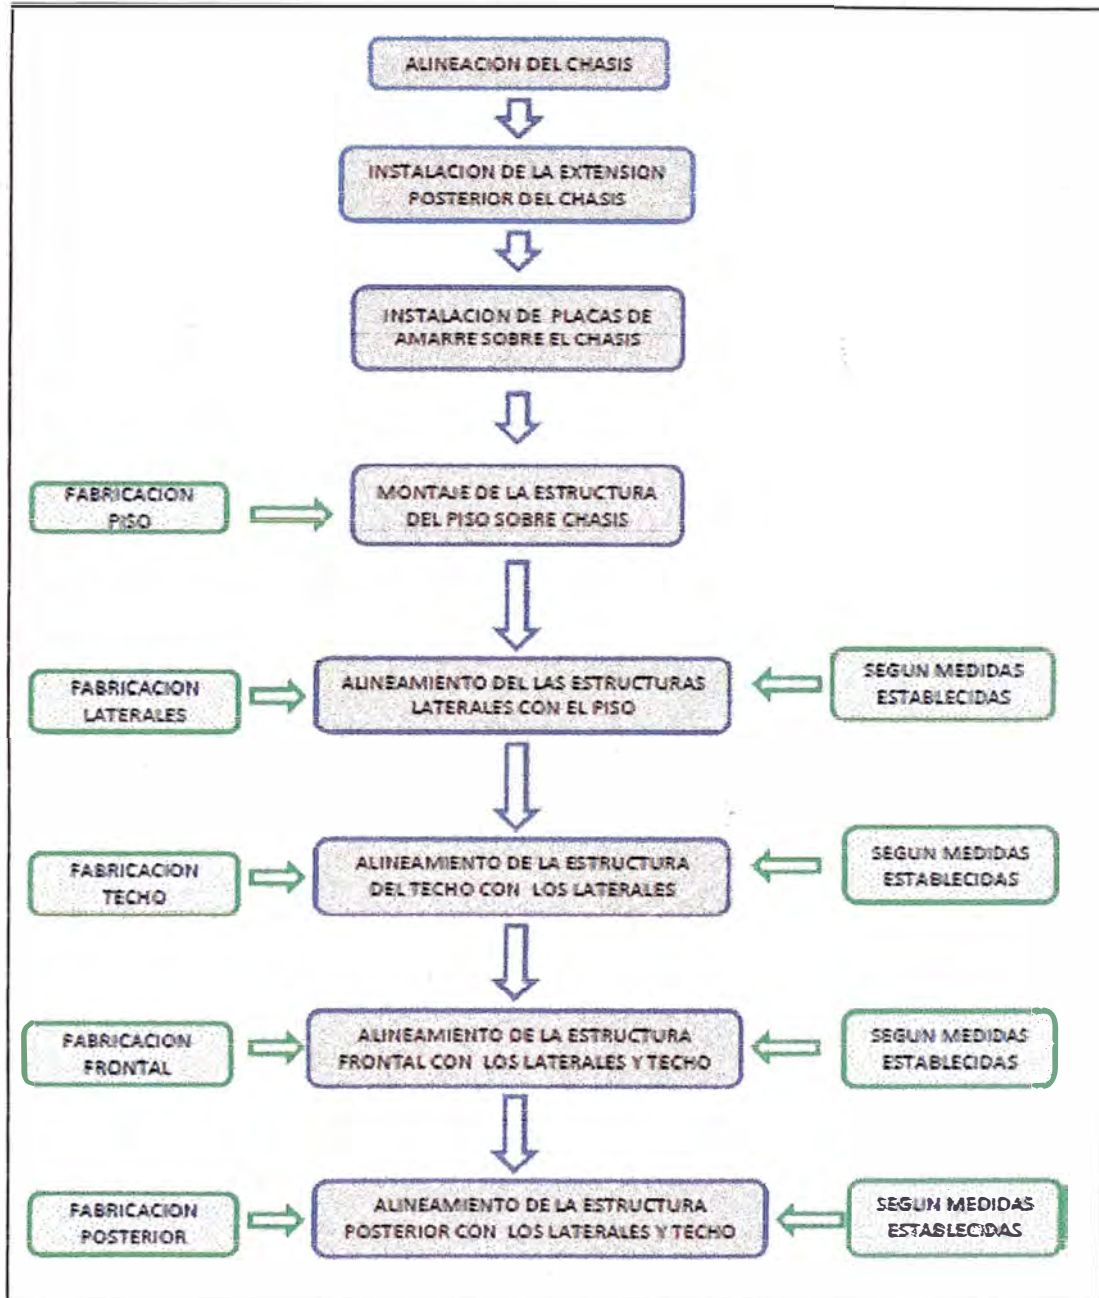 ALINEACION DEL CHASIS
INSTALACION DE LA EXTENSION
POSTERIOR DEL CHASIS
INSTALACION DE PLACAS DE
AMARRE SOBRE EL CHASIS
FABRICACION
PISO
MONTAJE DE LA ESTRUCTURA
DEL PISO SOBRE CHASIS
FABRICACION
LATERALES
ALINEAMIENTO DEL LAS ESTRUCTURAS
LATERALES CON EL PISO
SEGUN MEDIDAS
ESTABLECIDAS
FABRICACION
TECHO
ALINEAMIENTO DE LA ESTRUCTURA
DEL TECHO CON LOS LATERALES
SEGUN MEDIDAS
ESTABLECIDAS
FABRICACION
FRONTAL
ALINEAMIENTO DE LA ESTRUCTURA
FRONTAL CON LOS LATERALES Y TECHO
SEGUN MEDIDAS
ESTABLECIDAS
FABRICACION
POSTERIOR
ALINEAMIENTO DE LA ESTRUCTURA
POSTERIOR CON LOS LATERALES Y TECHO
SEGUN MEDIDAS
ESTABLECIDAS